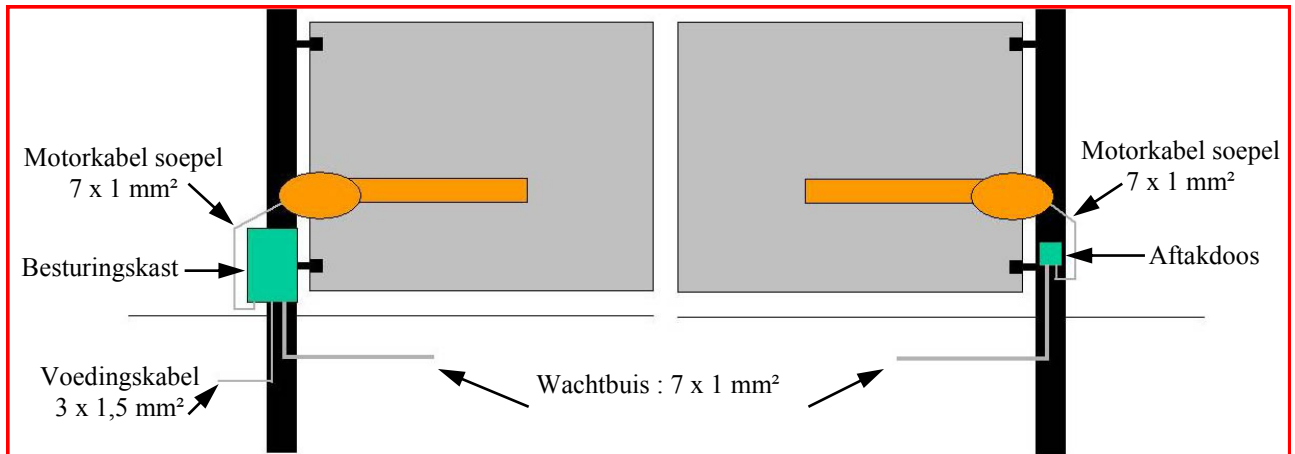 Motorkabel soepel
7 x 1 mm²
Besturingskast
Voedingskabel
3 x 1,5 mm²
Wachtbuis : 7 x 1 mm²
Motorkabel soepel
7 x 1 mm²
Aftakdoos